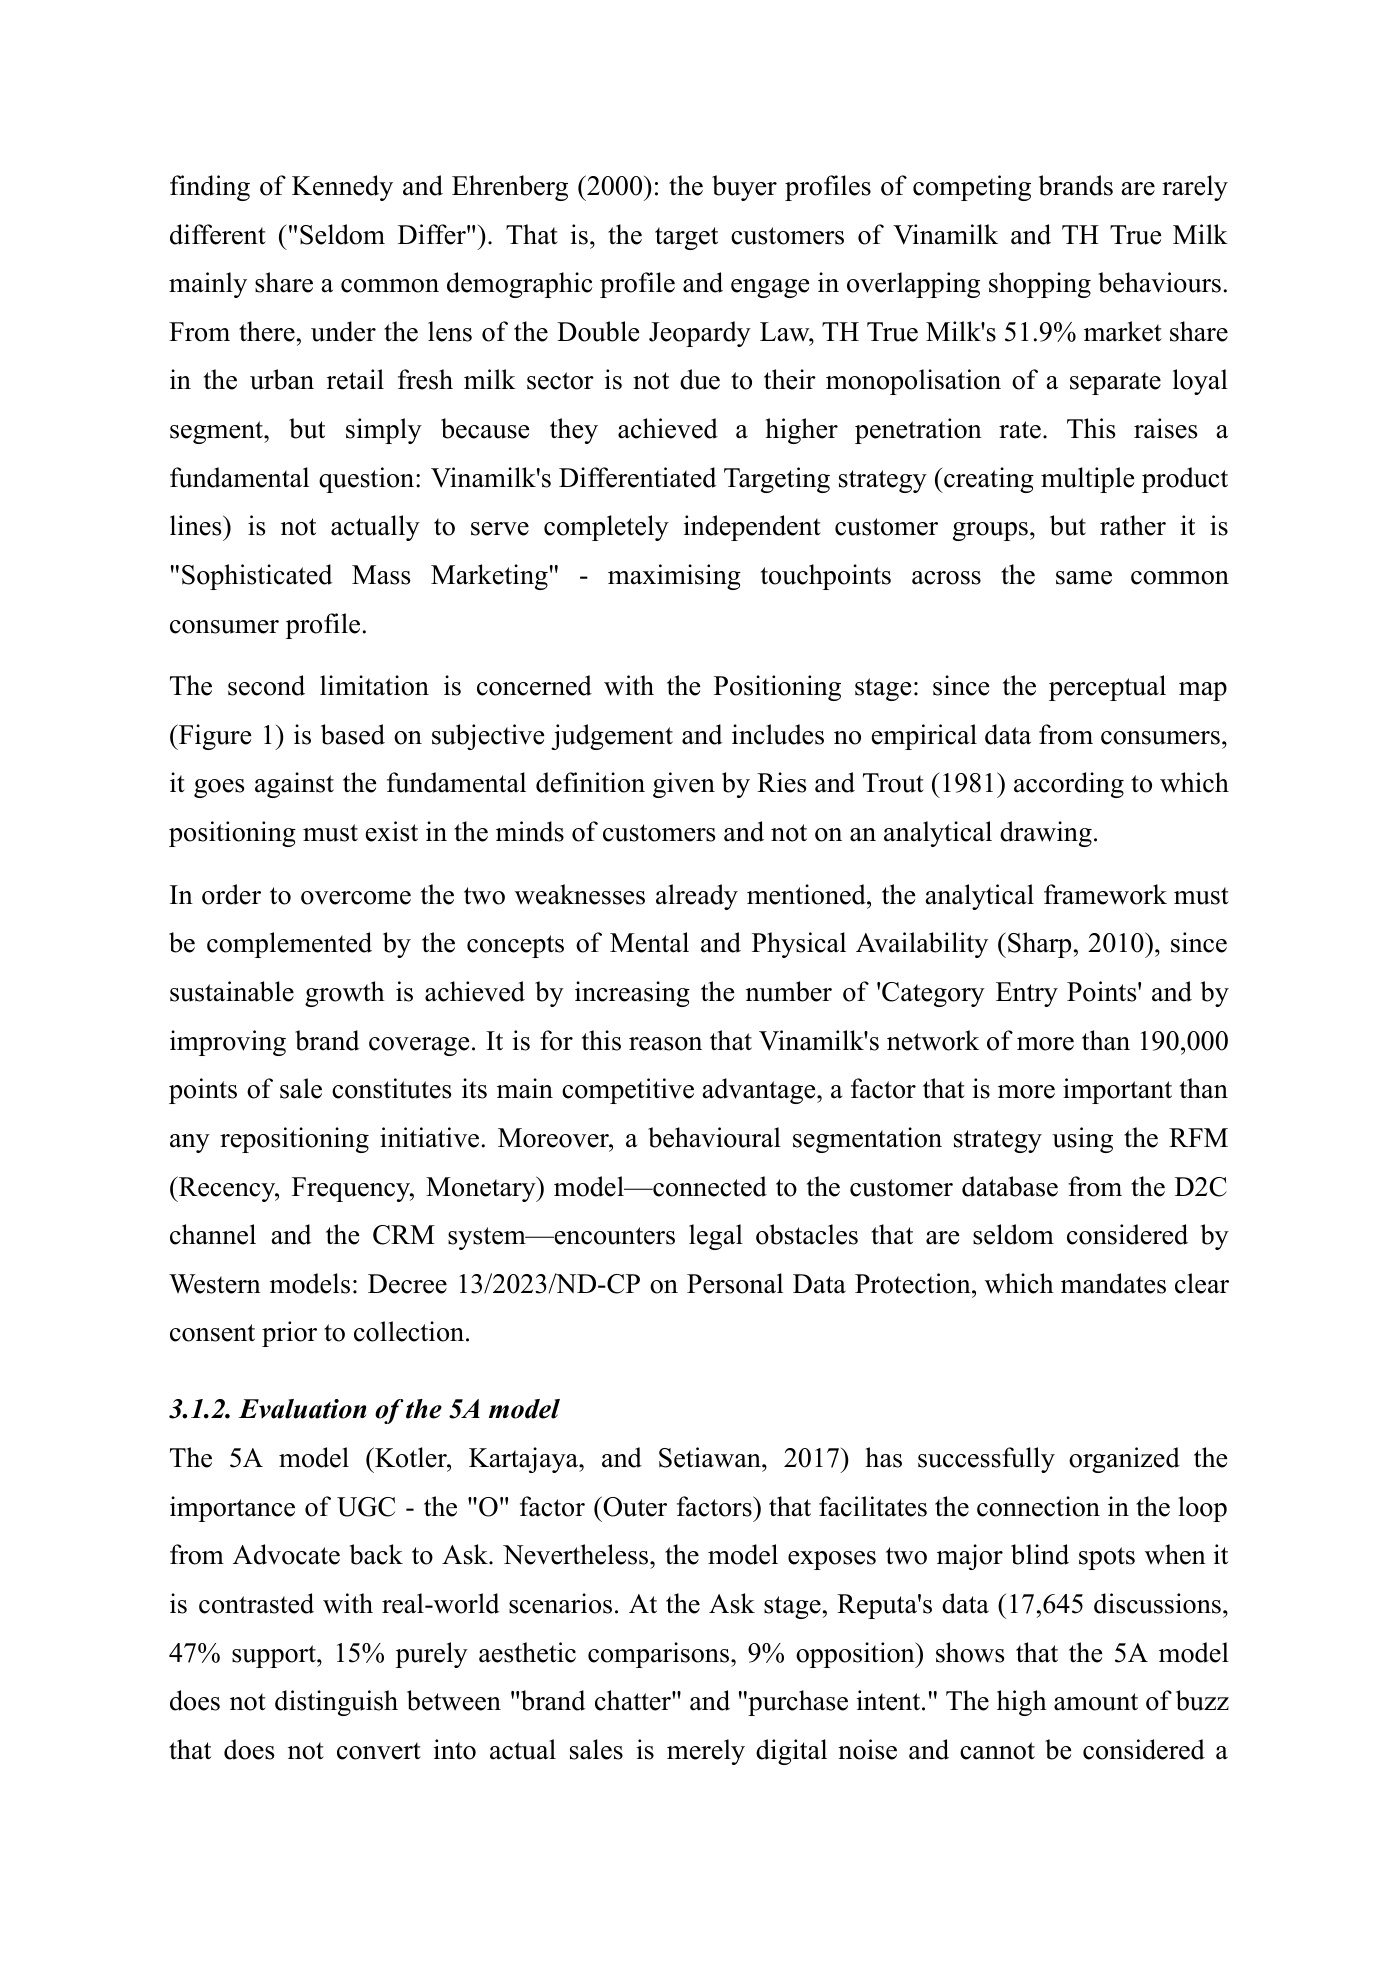 finding of Kennedy and Ehrenberg (2000): the buyer profiles of competing brands are rarely
different ("Seldom Differ"). That is, the target customers of Vinamilk and TH True Milk
mainly share a common demographic profile and engage in overlapping shopping behaviours.
From there, under the lens of the Double Jeopardy Law, TH True Milk's 51.9% market share
in the urban retail fresh milk sector is not due to their monopolisation of a separate loyal
segment, but simply because they achieved a higher penetration rate. This raises a
fundamental question: Vinamilk's Differentiated Targeting strategy (creating multiple product
lines) is not actually to serve completely independent customer groups, but rather it is
"Sophisticated Mass Marketing" - maximising touchpoints across the same common
consumer profile.
The second limitation is concerned with the Positioning stage: since the perceptual map
(Figure 1) is based on subjective judgement and includes no empirical data from consumers,
it goes against the fundamental definition given by Ries and Trout (1981) according to which
positioning must exist in the minds of customers and not on an analytical drawing.
In order to overcome the two weaknesses already mentioned, the analytical framework must
be complemented by the concepts of Mental and Physical Availability (Sharp, 2010), since
sustainable growth is achieved by increasing the number of 'Category Entry Points' and by
improving brand coverage. It is for this reason that Vinamilk's network of more than 190,000
points of sale constitutes its main competitive advantage, a factor that is more important than
any repositioning initiative. Moreover, a behavioural segmentation strategy using the RFM
(Recency, Frequency, Monetary) model—connected to the customer database from the D2C
channel and the CRM system—encounters legal obstacles that are seldom considered by
Western models: Decree 13/2023/ND-CP on Personal Data Protection, which mandates clear
consent prior to collection.
3.1.2. Evaluation of the 5A model
The 5A model (Kotler, Kartajaya, and Setiawan, 2017) has successfully organized the
importance of UGC - the "O" factor (Outer factors) that facilitates the connection in the loop
from Advocate back to Ask. Nevertheless, the model exposes two major blind spots when it
is contrasted with real-world scenarios. At the Ask stage, Reputa's data (17,645 discussions,
47% support, 15% purely aesthetic comparisons, 9% opposition) shows that the 5A model
does not distinguish between "brand chatter" and "purchase intent." The high amount of buzz
that does not convert into actual sales is merely digital noise and cannot be considered a